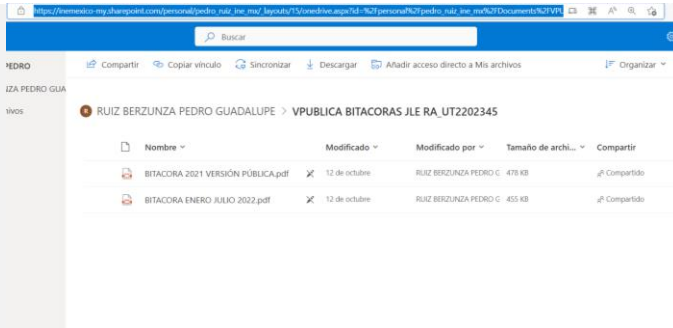 https://inemexico-my.sharepoint.com/personal/pedro_ruiz_ine_mx/_layouts/15/onedrive.aspx?id=%2Fpersonal%2Fpedro_ruiz_ine_mx%2FDocuments%2FVPU
Buscar
PEDRO Compartir Copiar vínculo Sincronizar Descargar Añadir acceso directo a Mis archivos Organizar
IZA PEDRO GUA
hivos
R RUIZ BERZUNZA PEDRO GUADALUPE > VPUBLICA BITACORAS JLE RA_UT2202345
Nombre Modificado Modificado por Tamaño de archi... Compartir
BITACORA 2021 VERSIÓN PÚBLICA.pdf 12 de octubre RUIZ BERZUNZA PEDRO G 478 KB Compartido
BITACORA ENERO JULIO 2022.pdf 12 de octubre RUIZ BERZUNZA PEDRO G 455 KB Compartido